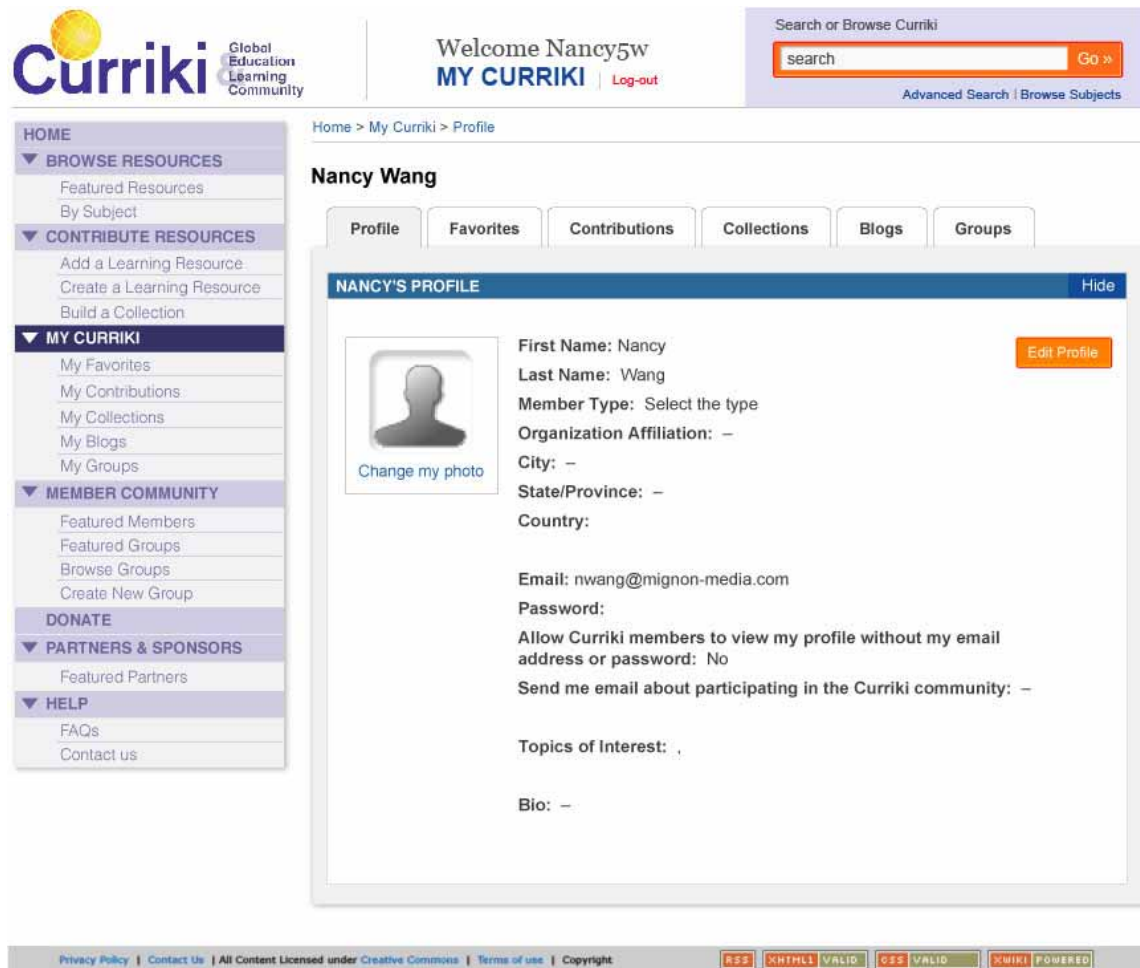 Curriki
Global
Education
& Learning
Community
Welcome Nancy5w
MY CURRIKI | Log-out
Search or Browse Curriki
search
Go »
Advanced Search | Browse Subjects
HOME
BROWSE RESOURCES
Featured Resources
By Subject
CONTRIBUTE RESOURCES
Add a Learning Resource
Create a Learning Resource
Build a Collection
MY CURRIKI
My Favorites
My Contributions
My Collections
My Blogs
My Groups
MEMBER COMMUNITY
Featured Members
Featured Groups
Browse Groups
Create New Group
DONATE
PARTNERS & SPONSORS
Featured Partners
HELP
FAQs
Contact us
Home > My Curriki > Profile
Nancy Wang
Profile Favorites Contributions Collections Blogs Groups
NANCY'S PROFILE Hide
Change my photo
Edit Profile
First Name: Nancy
Last Name: Wang
Member Type: Select the type
Organization Affiliation: –
City: –
State/Province: –
Country:
Email: nwang@mignon-media.com
Password:
Allow Curriki members to view my profile without my email
address or password: No
Send me email about participating in the Curriki community: –
Topics of Interest: ,
Bio: –
Privacy Policy | Contact Us | All Content Licensed under Creative Commons | Terms of use | Copyright
RSS XHTML1 VALID CSS VALID XWIKI POWERED